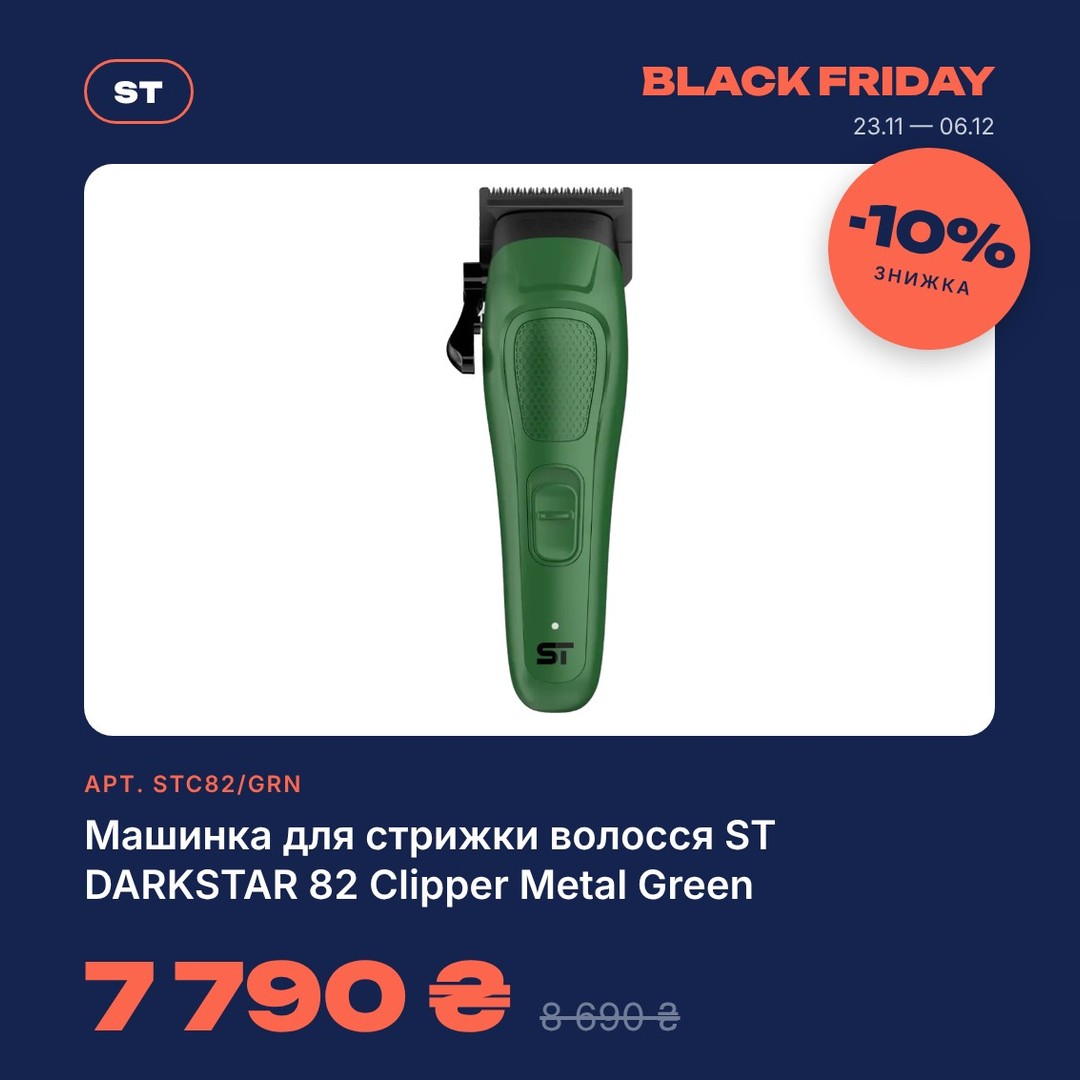 ST
BLACK FRIDAY
23.11 — 06.12
-10%
ЗНИЖКА
ST
АРТ. STC82/GRN
Машинка для стрижки волосся ST
DARKSTAR 82 Clipper Metal Green
7 790 ₴ 8 690 ₴